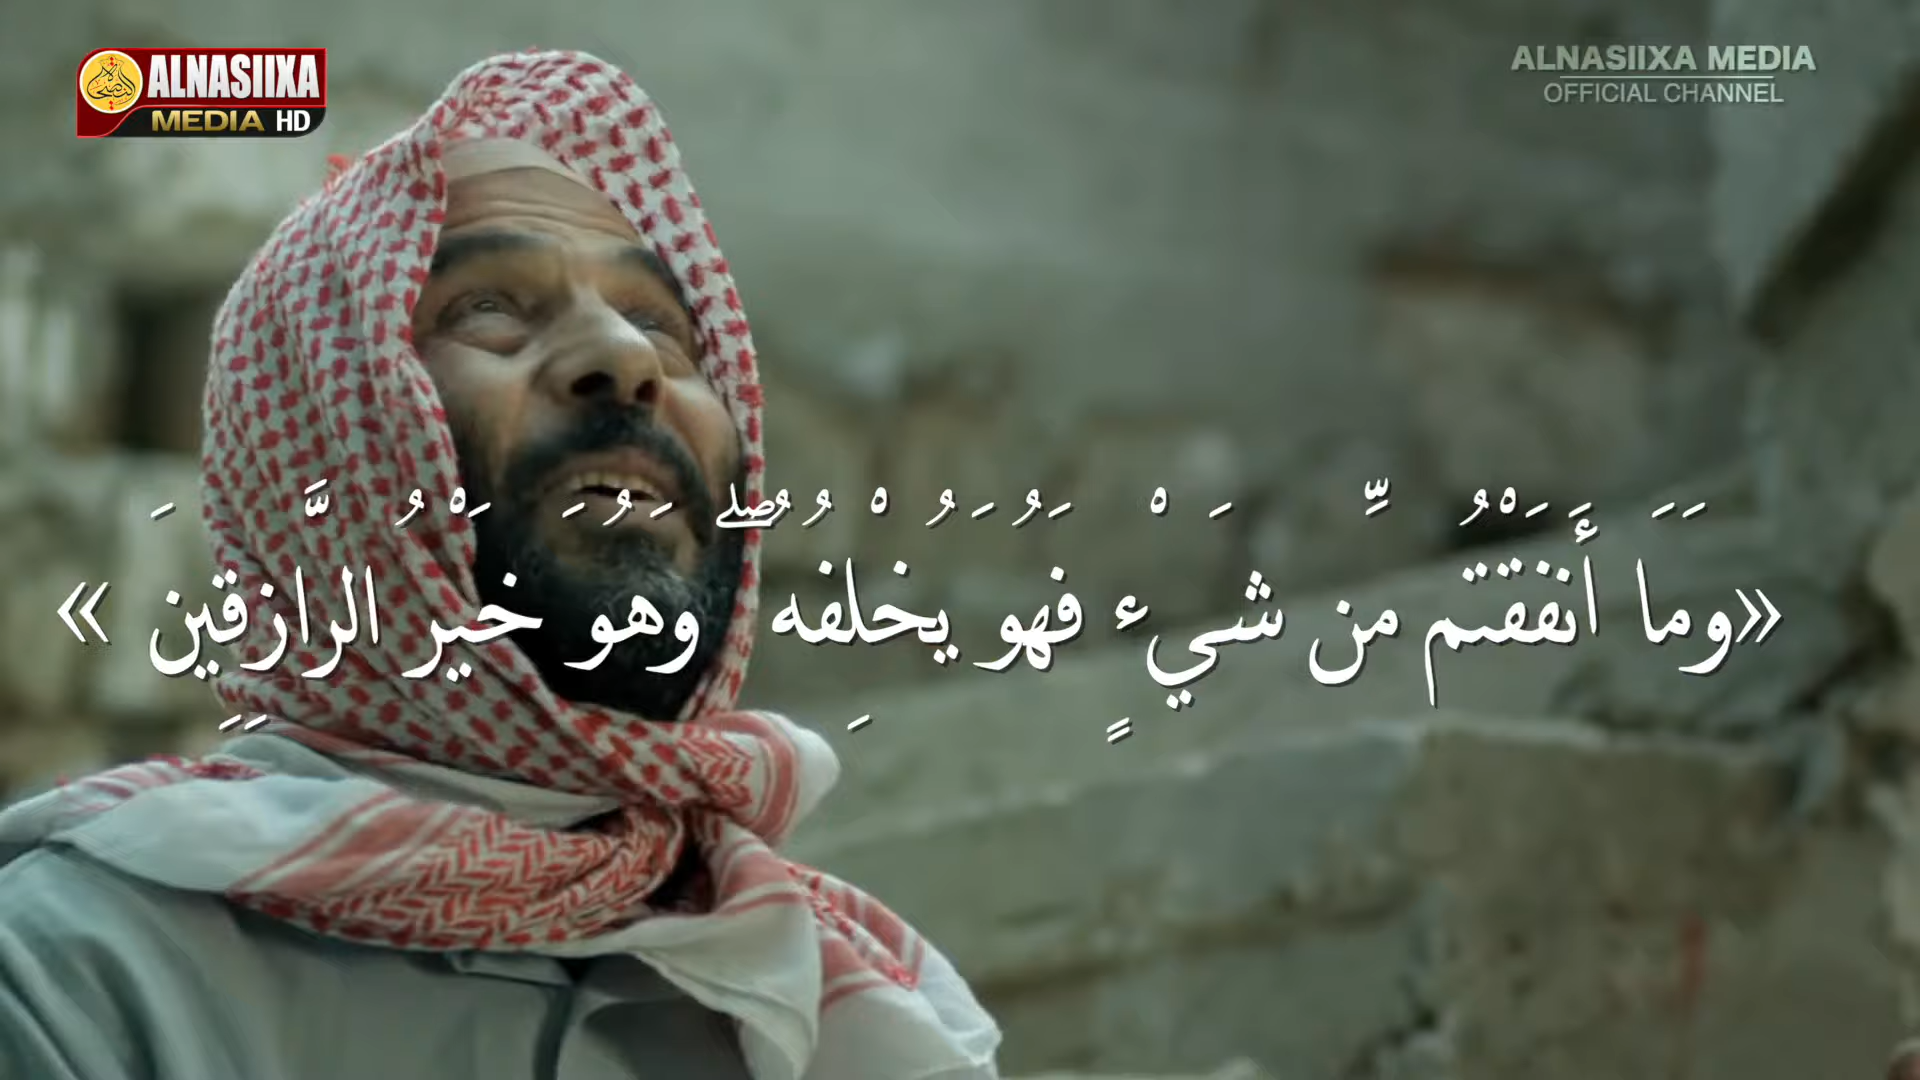 ALNASIIXA
MEDIA HD
ALNASIIXA MEDIA
OFFICIAL CHANNEL
«وَمَا أَنفَقْتُم مِّن شَيْءٍ فَهُوَ يُخْلِفُهُ ۖ وَهُوَ خَيْرُ الرَّازِقِينَ»